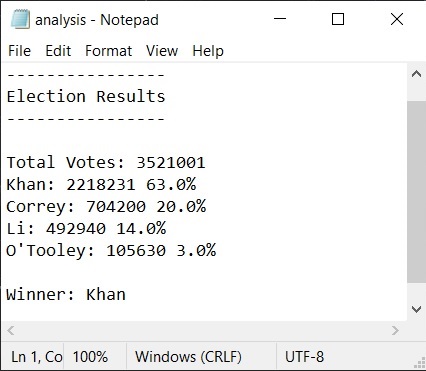 analysis - Notepad
File Edit Format View Help
----------------
Election Results
----------------
Total Votes: 3521001
Khan: 2218231 63.0%
Correy: 704200 20.0%
Li: 492940 14.0%
O'Tooley: 105630 3.0%
Winner: Khan
Ln 1, Co 100% Windows (CRLF) UTF-8